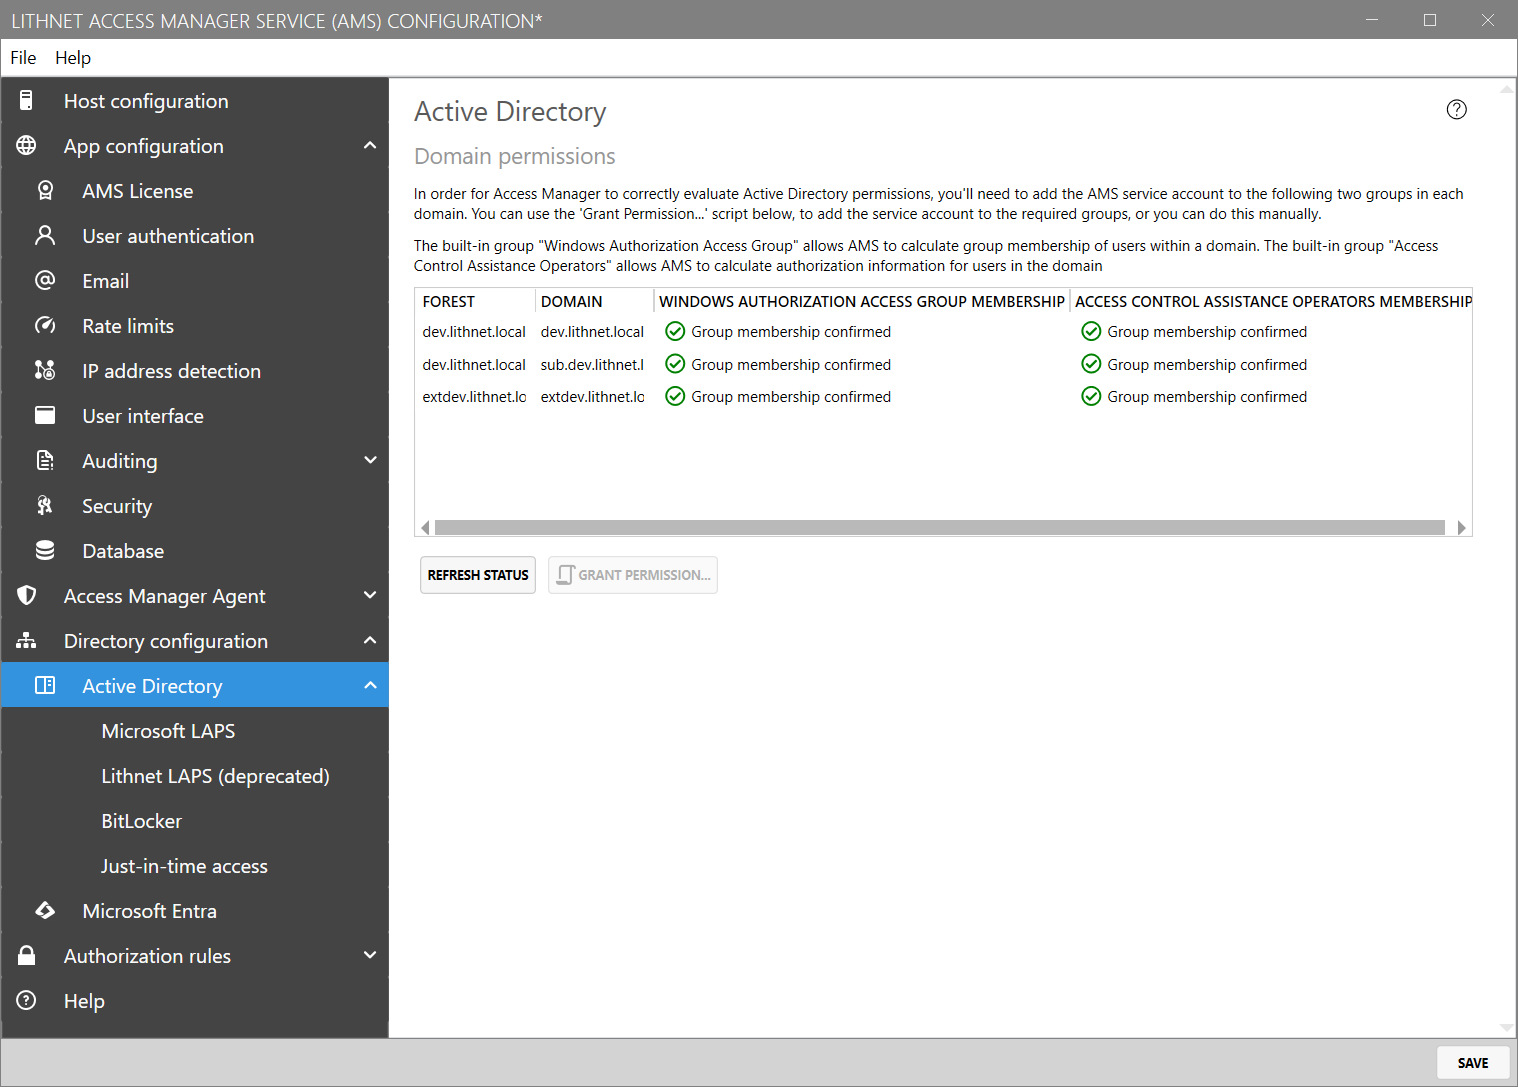 LITHNET ACCESS MANAGER SERVICE (AMS) CONFIGURATION*
File Help
Host configuration
App configuration
AMS License
User authentication
Email
Rate limits
IP address detection
User interface
Auditing
Security
Database
Access Manager Agent
Directory configuration
Active Directory
Microsoft LAPS
Lithnet LAPS (deprecated)
BitLocker
Just-in-time access
Microsoft Entra
Authorization rules
Help
Active Directory
Domain permissions
In order for Access Manager to correctly evaluate Active Directory permissions, you'll need to add the AMS service account to the following two groups in each
domain. You can use the 'Grant Permission...' script below, to add the service account to the required groups, or you can do this manually.
The built-in group "Windows Authorization Access Group" allows AMS to calculate group membership of users within a domain. The built-in group "Access
Control Assistance Operators" allows AMS to calculate authorization information for users in the domain
FOREST DOMAIN WINDOWS AUTHORIZATION ACCESS GROUP MEMBERSHIP ACCESS CONTROL ASSISTANCE OPERATORS MEMBERSHIP
dev.lithnet.local dev.lithnet.local Group membership confirmed Group membership confirmed
dev.lithnet.local sub.dev.lithnet.l Group membership confirmed Group membership confirmed
extdev.lithnet.lo extdev.lithnet.lo Group membership confirmed Group membership confirmed
REFRESH STATUS GRANT PERMISSION...
SAVE